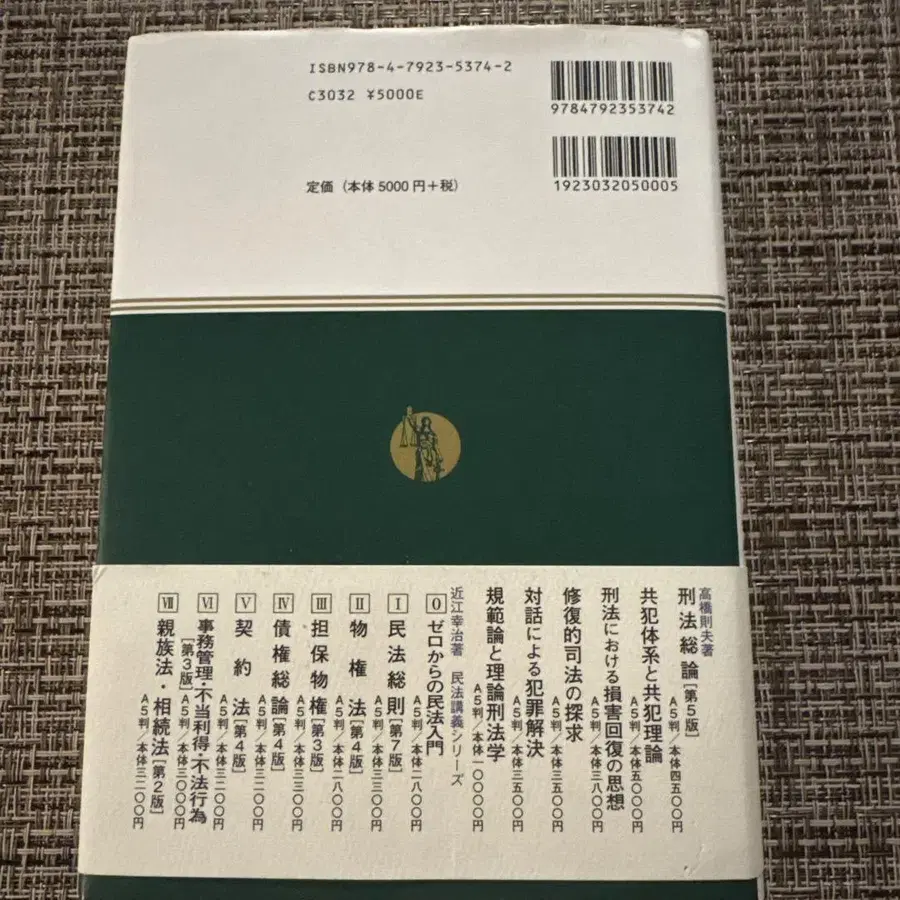 ISBN978-4-7923-5374-2
C3032 ¥5000E
定価（本体5000円＋税）
9784792353742
1923032050005
高橋則夫著
刑法総論［第5版］ A5判／本体四五〇〇円
共犯体系と共犯理論 A5判／本体五〇〇〇円
刑法における損害回復の思想 A5判／本体三八〇〇円
修復的司法の探求 A5判／本体三五〇〇円
対話による犯罪解決 A5判／本体三五〇〇円
規範論と理論刑法学 A5判／本体一〇〇〇〇円
近江幸治著 民法講義シリーズ
0 ゼロからの民法入門 A5判／本体二八〇〇円
Ⅰ 民法総則［第7版］ A5判／本体三三〇〇円
Ⅱ 物権法［第4版］ A5判／本体二八〇〇円
Ⅲ 担保物権［第3版］ A5判／本体三三〇〇円
Ⅳ 債権総論［第4版］ A5判／本体三三〇〇円
Ⅴ 契約法［第4版］ A5判／本体三二〇〇円
Ⅵ 事務管理・不当利得・不法行為
［第3版］ A5判／本体三〇〇〇円
Ⅶ 親族法・相続法［第2版］ A5判／本体三二〇〇円